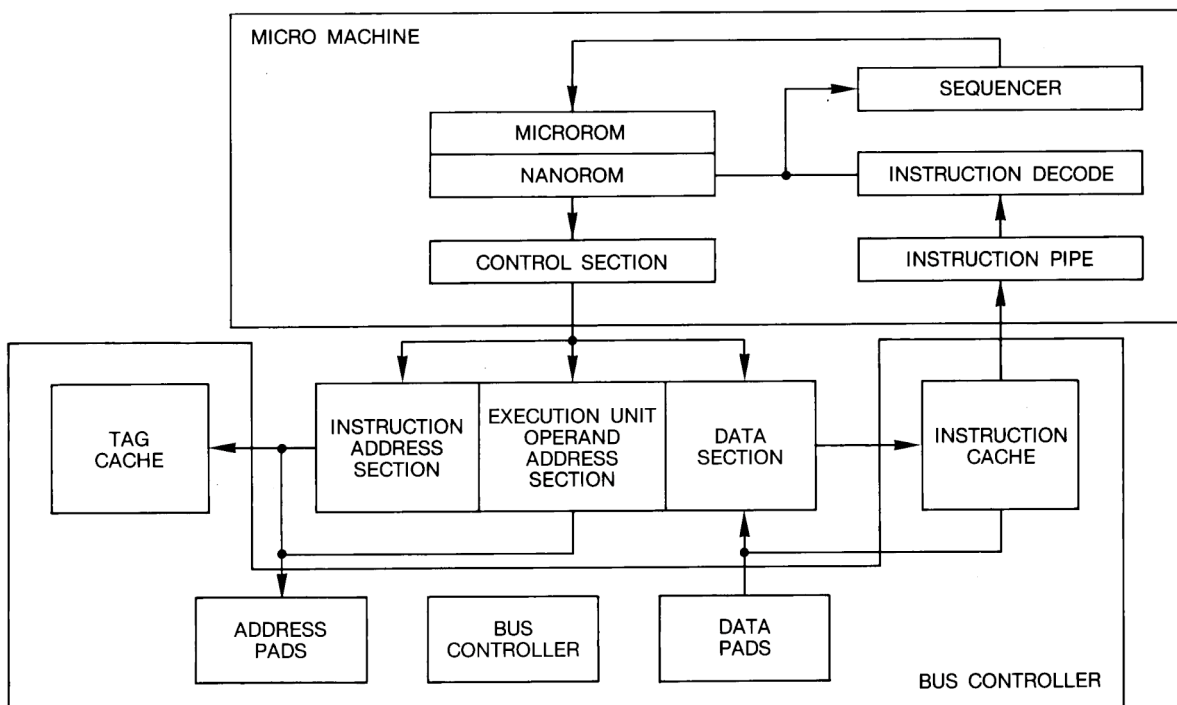 MICRO MACHINE
SEQUENCER
MICROROM
NANOROM
INSTRUCTION DECODE
CONTROL SECTION
INSTRUCTION PIPE
TAG
CACHE
INSTRUCTION
ADDRESS
SECTION
EXECUTION UNIT
OPERAND
ADDRESS
SECTION
DATA
SECTION
INSTRUCTION
CACHE
ADDRESS
PADS
BUS
CONTROLLER
DATA
PADS
BUS CONTROLLER